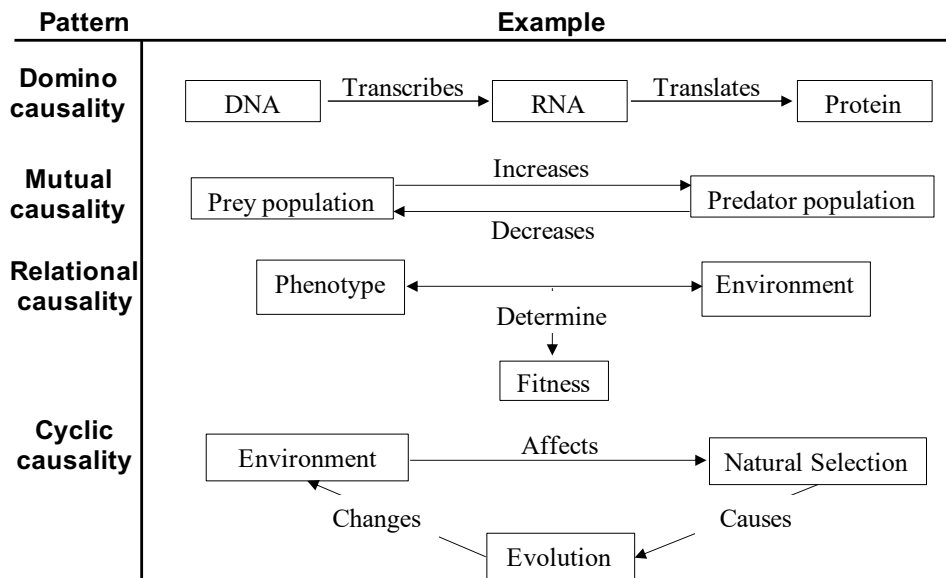 Pattern Example
Domino
causality
DNA Transcribes RNA Translates Protein
Mutual
causality
Increases
Prey population Predator population
Decreases
Relational
causality
Phenotype Environment
Determine
Fitness
Cyclic
causality
Environment Affects Natural Selection
Changes Causes
Evolution